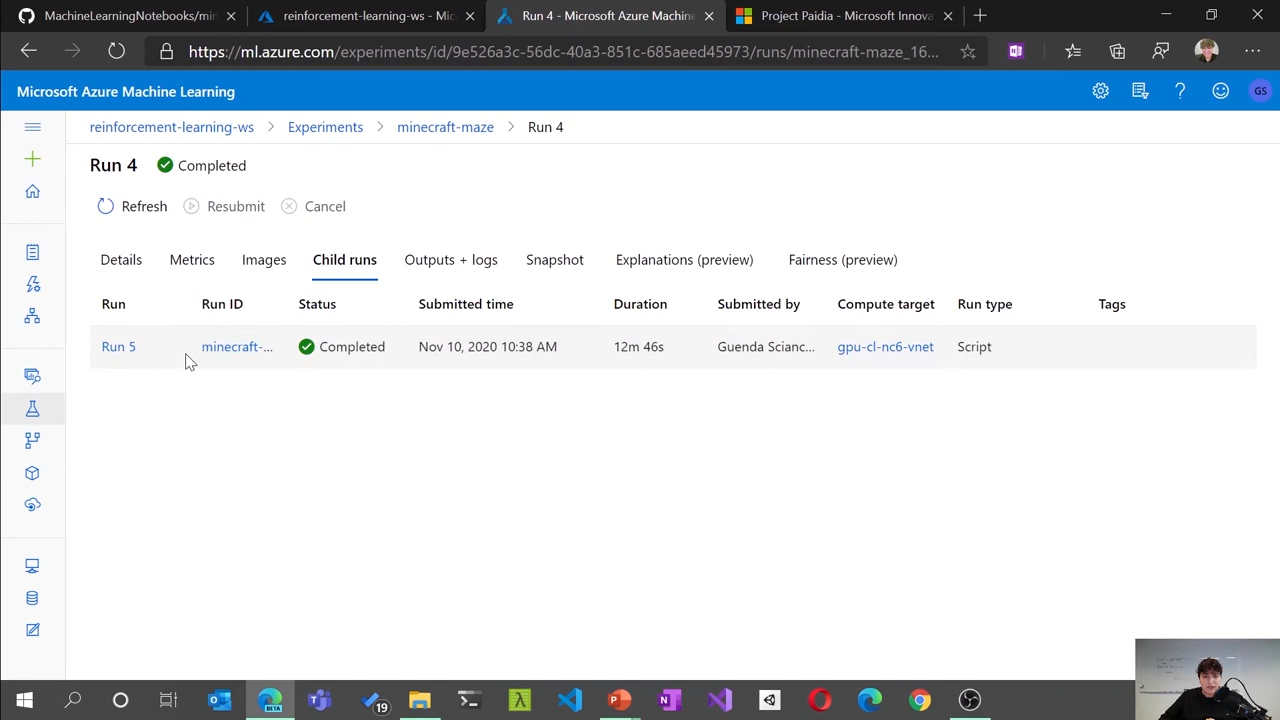 MachineLearningNotebooks/min
reinforcement-learning-ws - Mic
Run 4 - Microsoft Azure Machine
Project Paidia - Microsoft Innova
https://ml.azure.com/experiments/id/9e526a3c-56dc-40a3-851c-685aeed45973/runs/minecraft-maze_16...
Microsoft Azure Machine Learning
GS
reinforcement-learning-ws > Experiments > minecraft-maze > Run 4
Run 4 Completed
Refresh Resubmit Cancel
Details Metrics Images Child runs Outputs + logs Snapshot Explanations (preview) Fairness (preview)
Run Run ID Status Submitted time Duration Submitted by Compute target Run type Tags
Run 5 minecraft-... Completed Nov 10, 2020 10:38 AM 12m 46s Guenda Scianc... gpu-cl-nc6-vnet Script
BETA
19